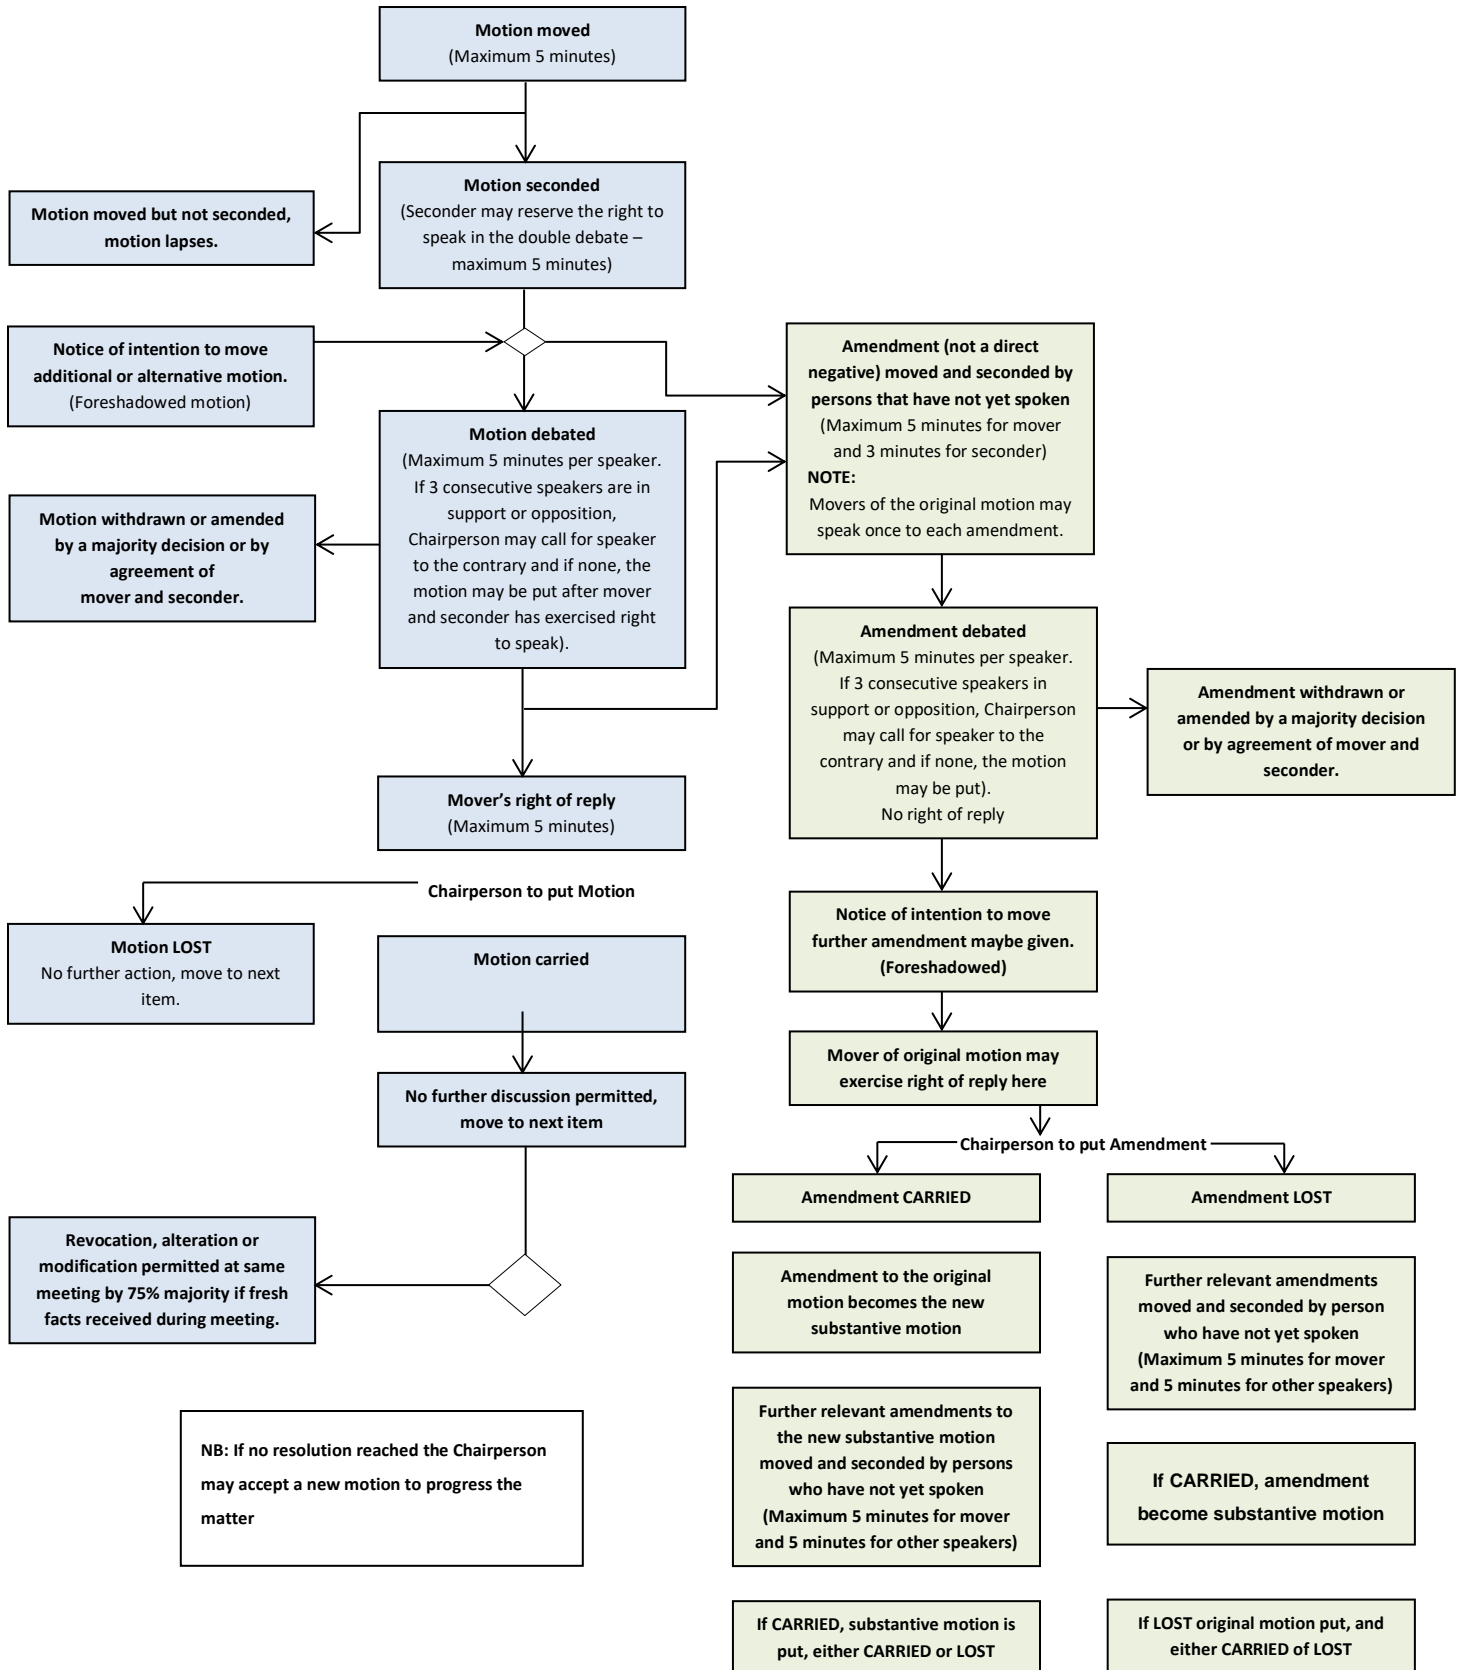 Motion moved
(Maximum 5 minutes)
Motion moved but not seconded,
motion lapses.
Motion seconded
(Seconder may reserve the right to
speak in the double debate –
maximum 5 minutes)
Notice of intention to move
additional or alternative motion.
(Foreshadowed motion)
Motion debated
(Maximum 5 minutes per speaker.
If 3 consecutive speakers are in
support or opposition,
Chairperson may call for speaker
to the contrary and if none, the
motion may be put after mover
and seconder has exercised right
to speak).
Motion withdrawn or amended
by a majority decision or by
agreement of
mover and seconder.
Mover’s right of reply
(Maximum 5 minutes)
Chairperson to put Motion
Motion LOST
No further action, move to next
item.
Motion carried
No further discussion permitted,
move to next item
Revocation, alteration or
modification permitted at same
meeting by 75% majority if fresh
facts received during meeting.
NB: If no resolution reached the Chairperson
may accept a new motion to progress the
matter
Amendment (not a direct
negative) moved and seconded by
persons that have not yet spoken
(Maximum 5 minutes for mover
and 3 minutes for seconder)
NOTE:
Movers of the original motion may
speak once to each amendment.
Amendment debated
(Maximum 5 minutes per speaker.
If 3 consecutive speakers in
support or opposition, Chairperson
may call for speaker to the
contrary and if none, the motion
may be put).
No right of reply
Amendment withdrawn or
amended by a majority decision
or by agreement of mover and
seconder.
Notice of intention to move
further amendment maybe given.
(Foreshadowed)
Mover of original motion may
exercise right of reply here
Chairperson to put Amendment
Amendment CARRIED
Amendment to the original
motion becomes the new
substantive motion
Further relevant amendments to
the new substantive motion
moved and seconded by persons
who have not yet spoken
(Maximum 5 minutes for mover
and 5 minutes for other speakers)
If CARRIED, substantive motion is
put, either CARRIED or LOST
Amendment LOST
Further relevant amendments
moved and seconded by person
who have not yet spoken
(Maximum 5 minutes for mover
and 5 minutes for other speakers)
If CARRIED, amendment
become substantive motion
If LOST original motion put, and
either CARRIED of LOST